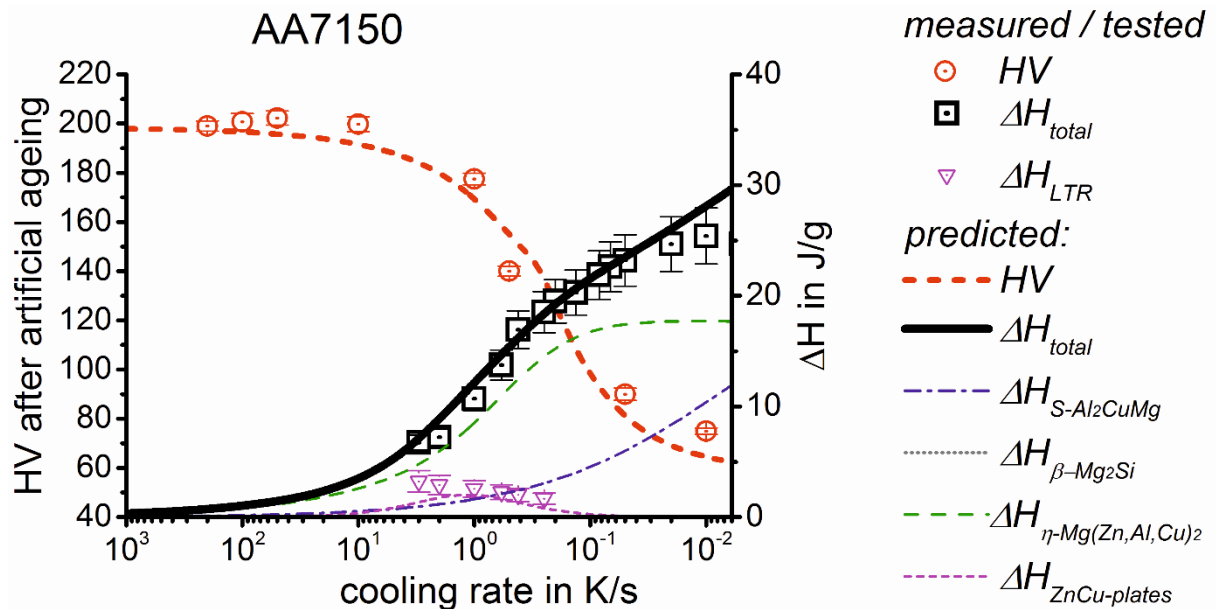 AA7150
220
200
180
160
140
120
100
80
60
40
HV after artificial ageing
10³
10²
10¹
10⁰
10⁻¹
10⁻²
cooling rate in K/s
40
30
20
10
0
ΔH in J/g
measured / tested
HV
ΔH_total
ΔH_LTR
predicted:
HV
ΔH_total
ΔH_S-Al₂CuMg
ΔH_β–Mg₂Si
ΔH_η-Mg(Zn,Al,Cu)₂
ΔH_ZnCu-plates